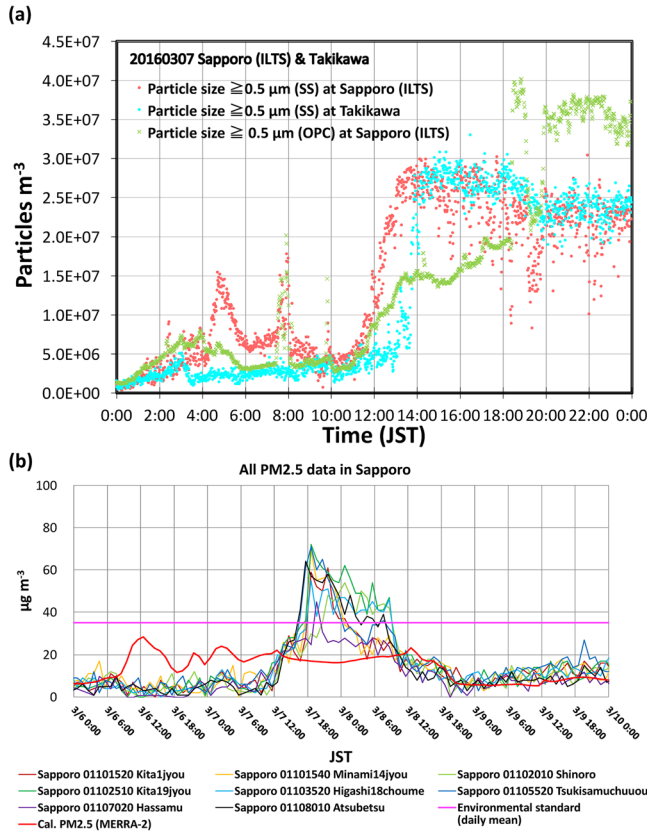 (a)
4.5E+07
4.0E+07
3.5E+07
3.0E+07
2.5E+07
2.0E+07
1.5E+07
1.0E+07
5.0E+06
0.0E+00
Particles m-3
20160307 Sapporo (ILTS) & Takikawa
Particle size ≧0.5 µm (SS) at Sapporo (ILTS)
Particle size ≧0.5 µm (SS) at Takikawa
Particle size ≧ 0.5 µm (OPC) at Sapporo (ILTS)
0:00 2:00 4:00 6:00 8:00 10:00 12:00 14:00 16:00 18:00 20:00 22:00 0:00
Time (JST)
(b)
All PM2.5 data in Sapporo
100
80
60
40
20
0
µg m-3
3/6 0:00 3/6 6:00 3/6 12:00 3/6 18:00 3/7 0:00 3/7 6:00 3/7 12:00 3/7 18:00 3/8 0:00 3/8 6:00 3/8 12:00 3/8 18:00 3/9 0:00 3/9 6:00 3/9 12:00 3/9 18:00 3/10 0:00
JST
Sapporo 01101520 Kita1jyou Sapporo 01101540 Minami14jyou Sapporo 01102010 Shinoro
Sapporo 01102510 Kita19jyou Sapporo 01103520 Higashi18choume Sapporo 01105520 Tsukisamuchuuou
Sapporo 01107020 Hassamu Sapporo 01108010 Atsubetsu Environmental standard
(daily mean)
Cal. PM2.5 (MERRA-2)